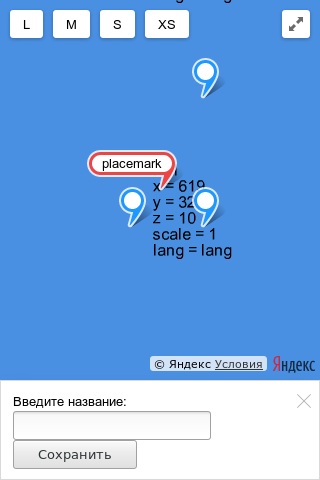 L M S XS
placemark
x = 619
y = 32
z = 10
scale = 1
lang = lang
© Яндекс Условия Яндекс
Введите название:
Сохранить